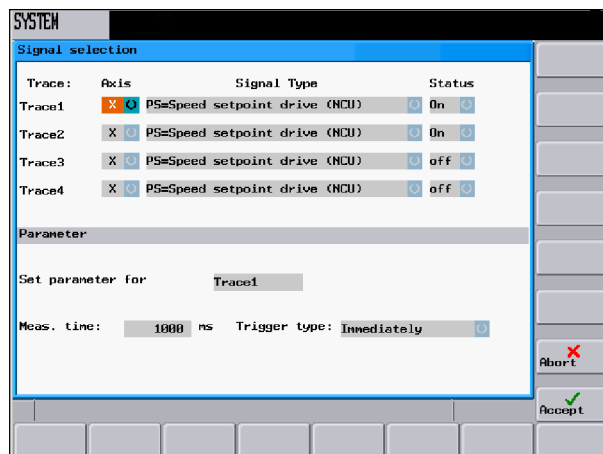 SYSTEM
Signal selection
Trace: Axis Signal Type Status
Trace1 X PS=Speed setpoint drive (NCU) On
Trace2 X PS=Speed setpoint drive (NCU) On
Trace3 X PS=Speed setpoint drive (NCU) off
Trace4 X PS=Speed setpoint drive (NCU) off
Parameter
Set parameter for Trace1
Meas. time: 1000 ms Trigger type: Immediately
Abort
Accept